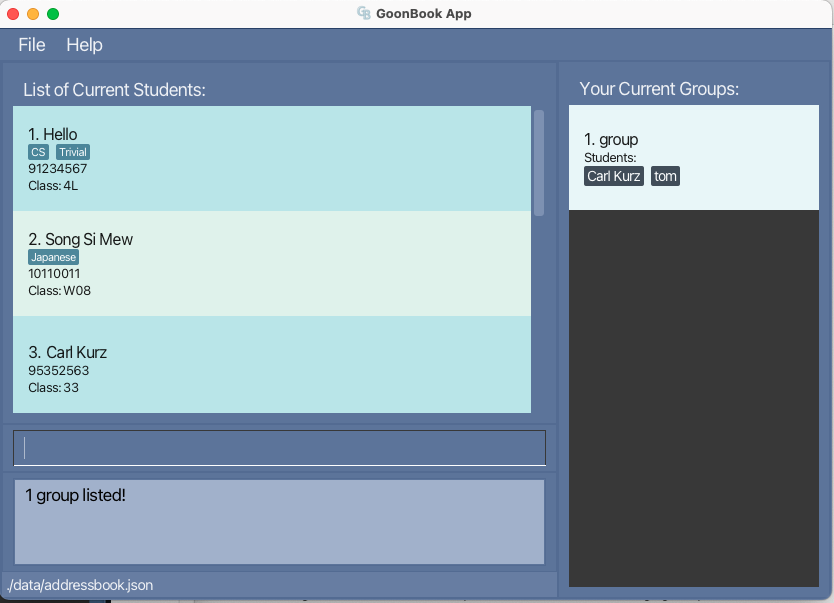 GoonBook App
File Help
List of Current Students:
1. Hello
CS Trivial
91234567
Class: 4L
2. Song Si Mew
Japanese
10110011
Class: W08
3. Carl Kurz
95352563
Class: 33
1 group listed!
./data/addressbook.json
Your Current Groups:
1. group
Students:
Carl Kurz tom